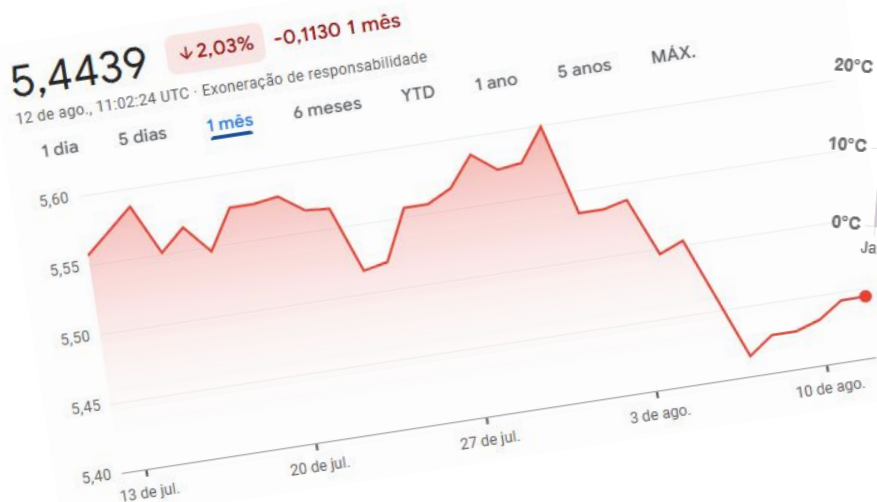 5,4439 ↓2,03% -0,1130 1 mês
12 de ago., 11:02:24 UTC · Exoneração de responsabilidade
1 dia 5 dias 1 mês 6 meses YTD 1 ano 5 anos MÁX.
5,60
5,55
5,50
5,45
5,40
13 de jul. 20 de jul. 27 de jul. 3 de ago. 10 de ago.
20°C
10°C
0°C
Ja